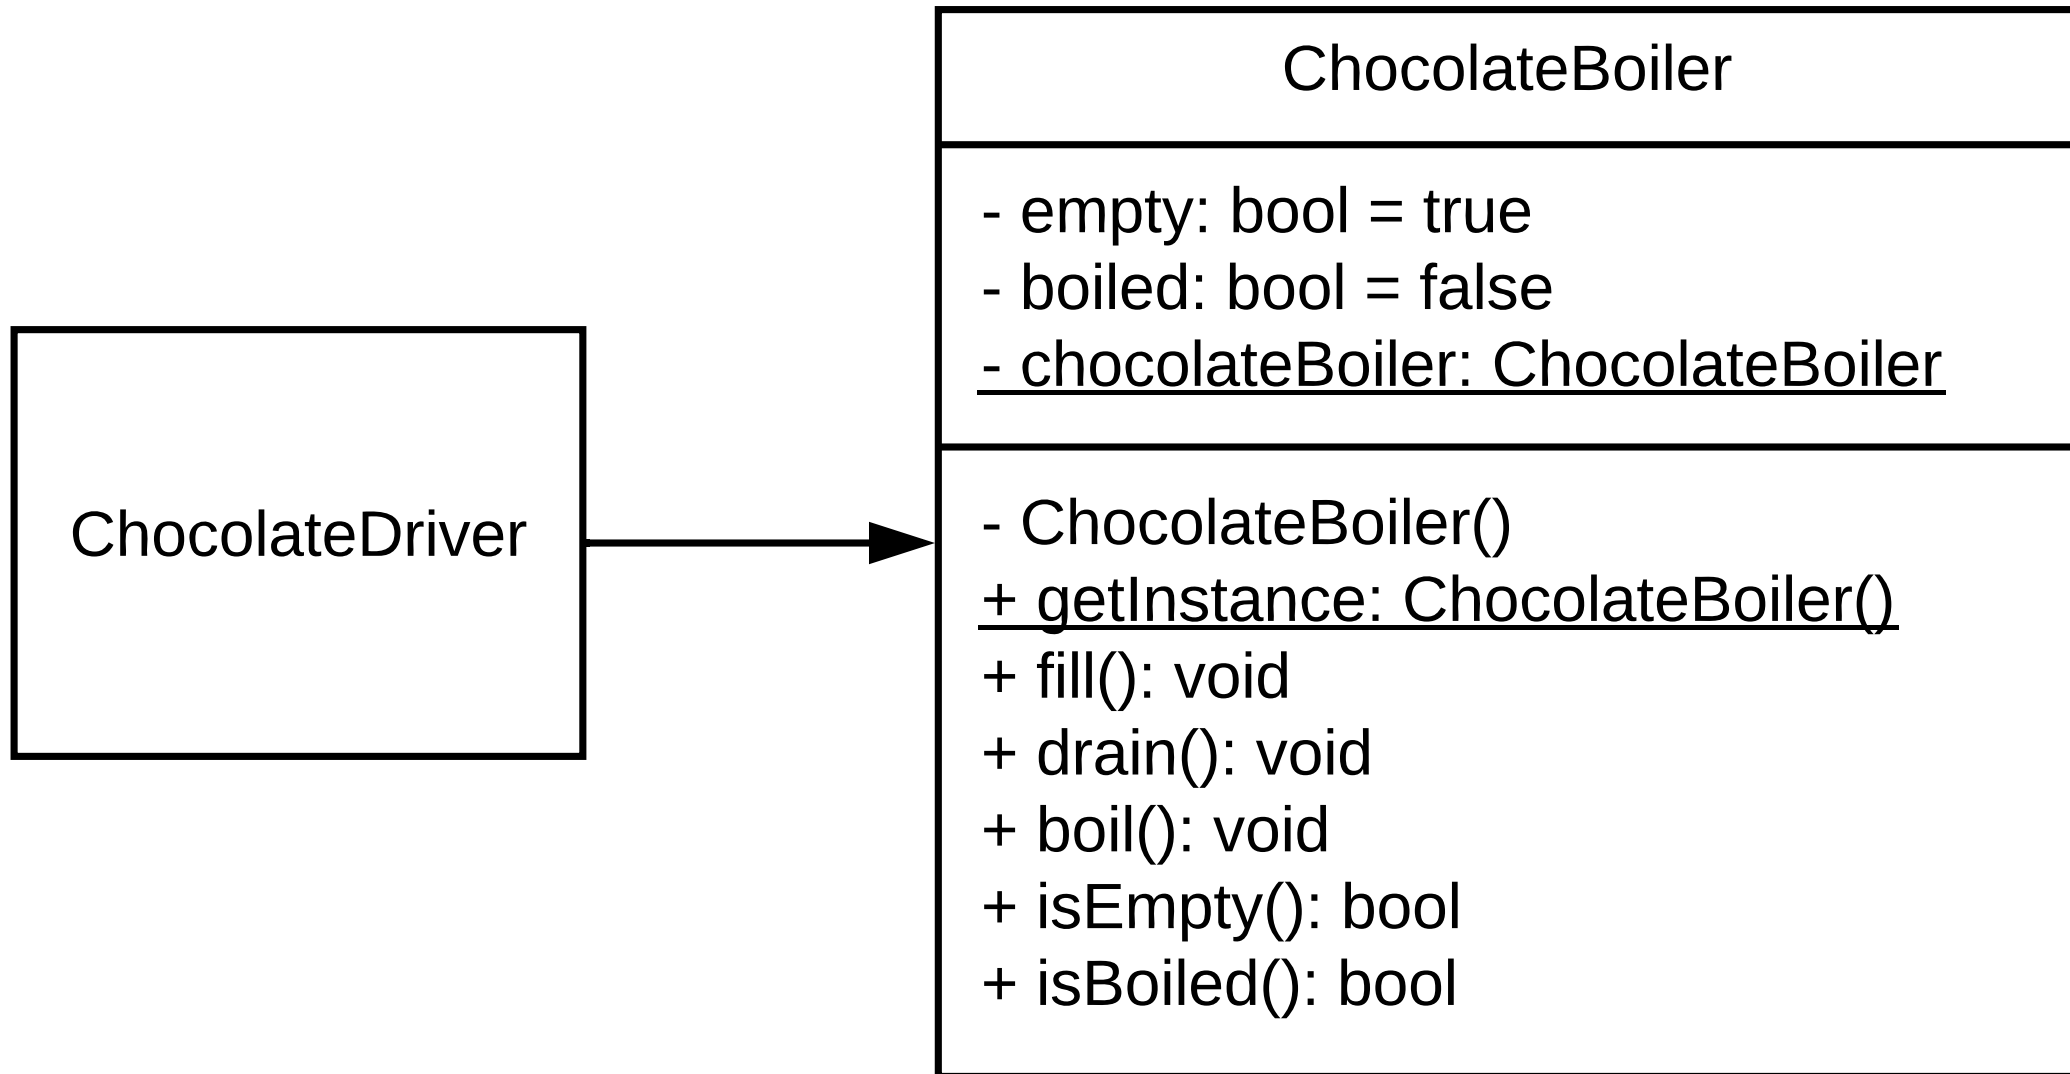 ChocolateDriver
ChocolateBoiler
- empty: bool = true
- boiled: bool = false
- chocolateBoiler: ChocolateBoiler
- ChocolateBoiler()
+ getInstance: ChocolateBoiler()
+ fill(): void
+ drain(): void
+ boil(): void
+ isEmpty(): bool
+ isBoiled(): bool